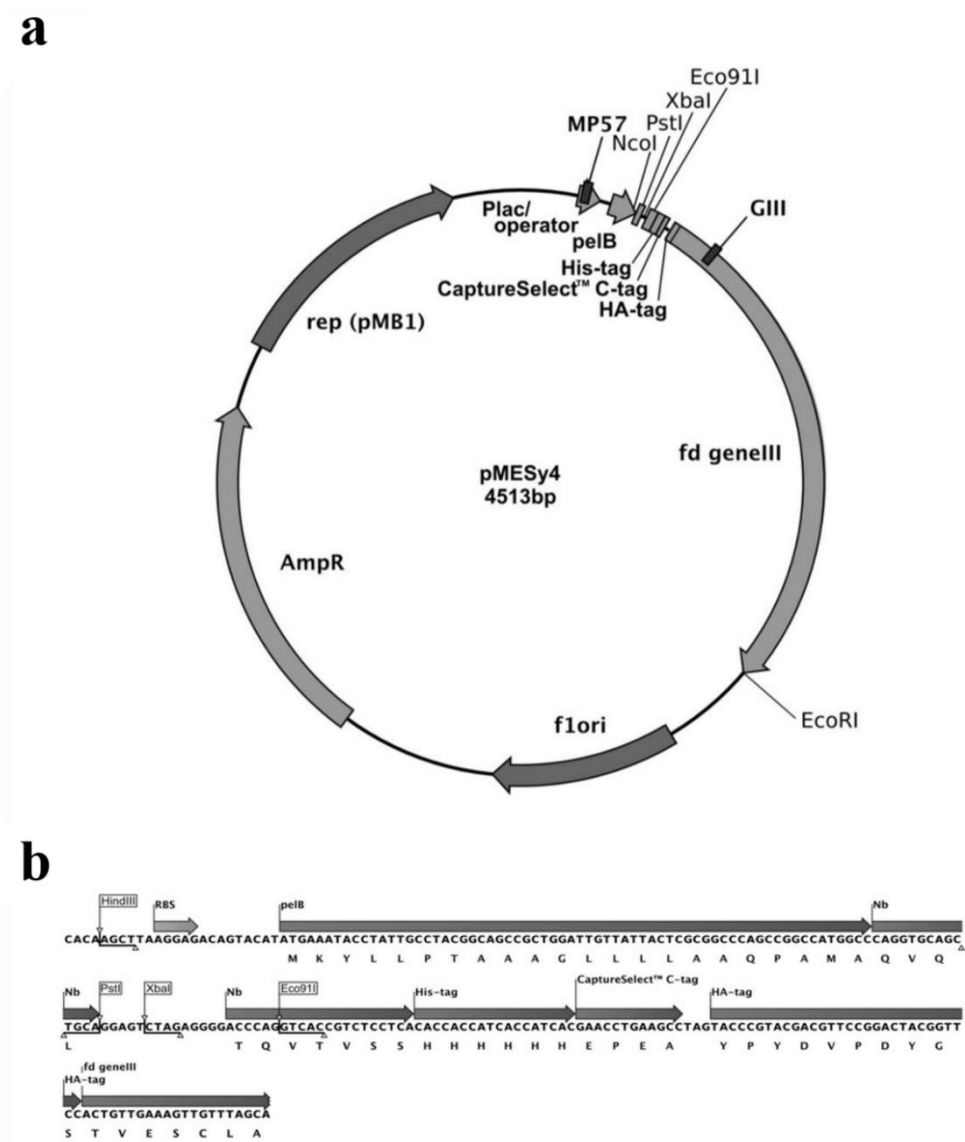 a
Eco91I
XbaI
MP57 PstI
NcoI
GIII
Plac/
operator
pelB
His-tag
CaptureSelect™ C-tag
HA-tag
rep (pMB1)
fd geneIII
pMESy4
4513bp
AmpR
EcoRI
f1ori
b
HindIII RBS pelB Nb
CACAAGCTTAAGGAGACAGTACATATGAAATACCTATTGCCTACGGCAGCCGCTGGATTGTTATTACTCGCGGCCCAGCCGGCCATGGCCCAGGTGCAGC
M K Y L L P T A A A G L L L L A A Q P A M A Q V Q
Nb PstI XbaI Nb Eco91I His-tag CaptureSelect™ C-tag HA-tag
TGCAGGAGTCTAGAGGGGACCCAGGTCACCGTCTCCTCACACCACCATCACCATCACGAACCTGAAGCCTAGTACCCGTACGACGTTCCGGACTACGGTT
L T Q V T V S S H H H H H H E P E A Y P Y D V P D Y G
HA-tag fd geneIII
CCACTGTTGAAAGTTGTTTAGCA
S T V E S C L A